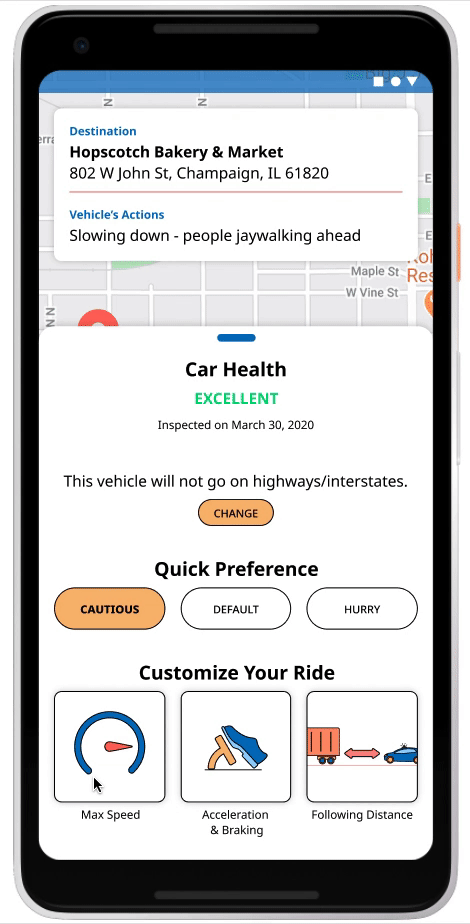 N
N
Destination
Hopscotch Bakery & Market
802 W John St, Champaign, IL 61820
E
Vehicle's Actions
Slowing down - people jaywalking ahead
E
Maple St
Res
W Vine St
N
N
Car Health
EXCELLENT
Inspected on March 30, 2020
This vehicle will not go on highways/interstates.
CHANGE
Quick Preference
CAUTIOUS
DEFAULT
HURRY
Customize Your Ride
Max Speed
Acceleration
& Braking
Following Distance